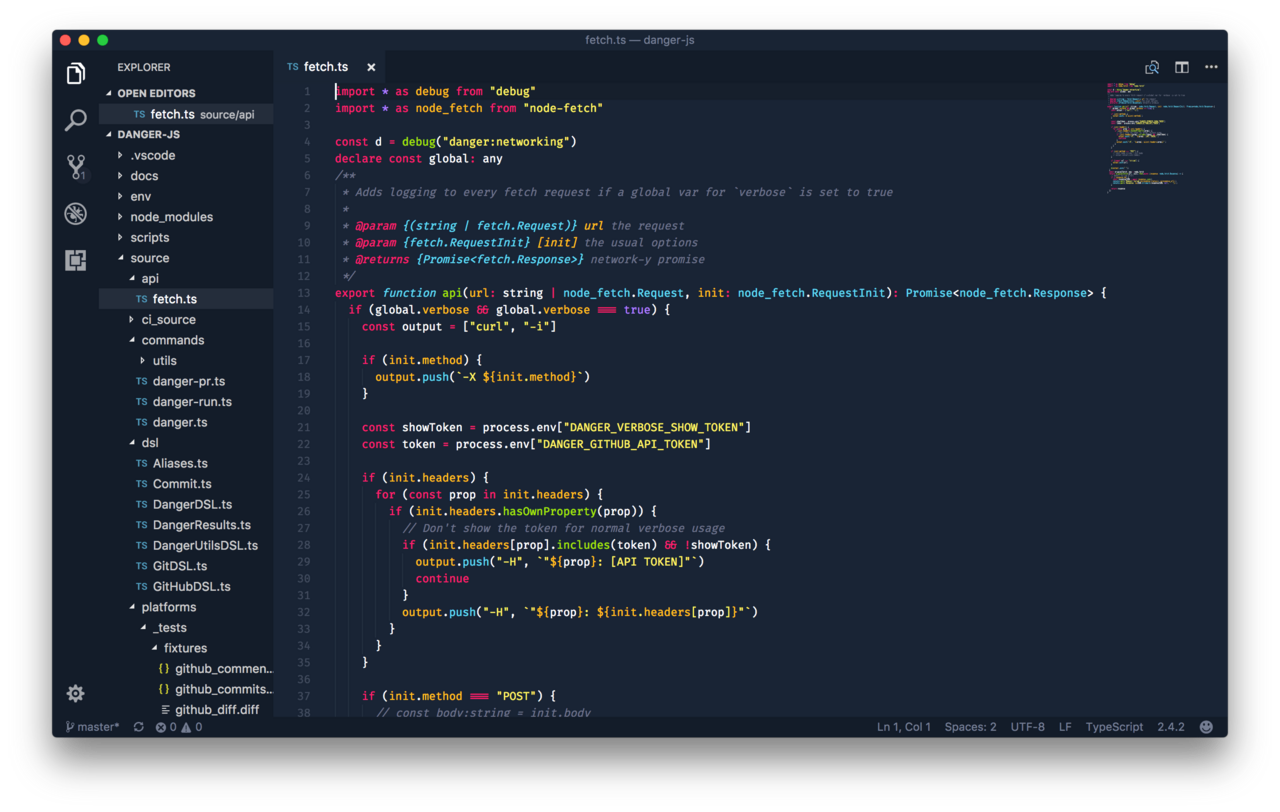 fetch.ts — danger-js
EXPLORER
OPEN EDITORS
TS fetch.ts source/api
DANGER-JS
.vscode
docs
env
node_modules
scripts
source
api
TS fetch.ts
ci_source
commands
utils
TS danger-pr.ts
TS danger-run.ts
TS danger.ts
dsl
TS Aliases.ts
TS Commit.ts
TS DangerDSL.ts
TS DangerResults.ts
TS DangerUtilsDSL.ts
TS GitDSL.ts
TS GitHubDSL.ts
platforms
_tests
fixtures
{} github_commen...
{} github_commits...
github_diff.diff
1
TS fetch.ts ×
1 import * as debug from "debug"
2 import * as node_fetch from "node-fetch"
3
4 const d = debug("danger:networking")
5 declare const global: any
6 /**
7 * Adds logging to every fetch request if a global var for `verbose` is set to true
8 *
9 * @param {(string | fetch.Request)} url the request
10 * @param {fetch.RequestInit} [init] the usual options
11 * @returns {Promise<fetch.Response>} network-y promise
12 */
13 export function api(url: string | node_fetch.Request, init: node_fetch.RequestInit): Promise<node_fetch.Response> {
14 if (global.verbose && global.verbose === true) {
15 const output = ["curl", "-i"]
16
17 if (init.method) {
18 output.push(`-X ${init.method}`)
19 }
20
21 const showToken = process.env["DANGER_VERBOSE_SHOW_TOKEN"]
22 const token = process.env["DANGER_GITHUB_API_TOKEN"]
23
24 if (init.headers) {
25 for (const prop in init.headers) {
26 if (init.headers.hasOwnProperty(prop)) {
27 // Don't show the token for normal verbose usage
28 if (init.headers[prop].includes(token) && !showToken) {
29 output.push("-H", `"${prop}: [API TOKEN]"`)
30 continue
31 }
32 output.push("-H", `"${prop}: ${init.headers[prop]}"`)
33 }
34 }
35 }
36
37 if (init.method === "POST") {
38 // const body:string = init.body
master* 0 0
Ln 1, Col 1 Spaces: 2 UTF-8 LF TypeScript 2.4.2